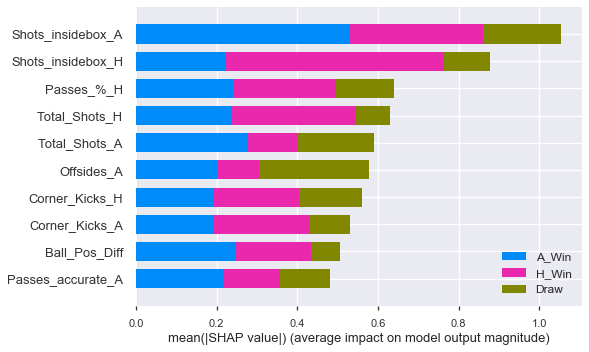 Shots_insidebox_A
Shots_insidebox_H
Passes_%_H
Total_Shots_H
Total_Shots_A
Offsides_A
Corner_Kicks_H
Corner_Kicks_A
Ball_Pos_Diff
Passes_accurate_A
A_Win
H_Win
Draw
0.0 0.2 0.4 0.6 0.8 1.0
mean(|SHAP value|) (average impact on model output magnitude)